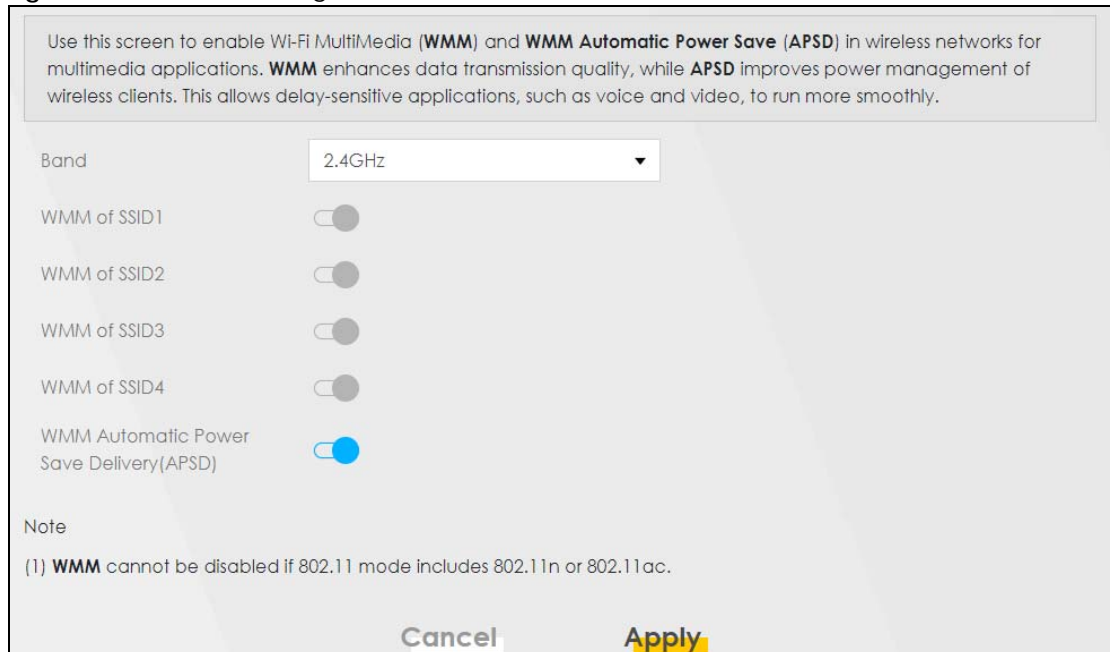 Use this screen to enable Wi-Fi MultiMedia (WMM) and WMM Automatic Power Save (APSD) in wireless networks for
multimedia applications. WMM enhances data transmission quality, while APSD improves power management of
wireless clients. This allows delay-sensitive applications, such as voice and video, to run more smoothly.
Band 2.4GHz
WMM of SSID1
WMM of SSID2
WMM of SSID3
WMM of SSID4
WMM Automatic Power
Save Delivery(APSD)
Note
(1) WMM cannot be disabled if 802.11 mode includes 802.11n or 802.11ac.
Cancel Apply